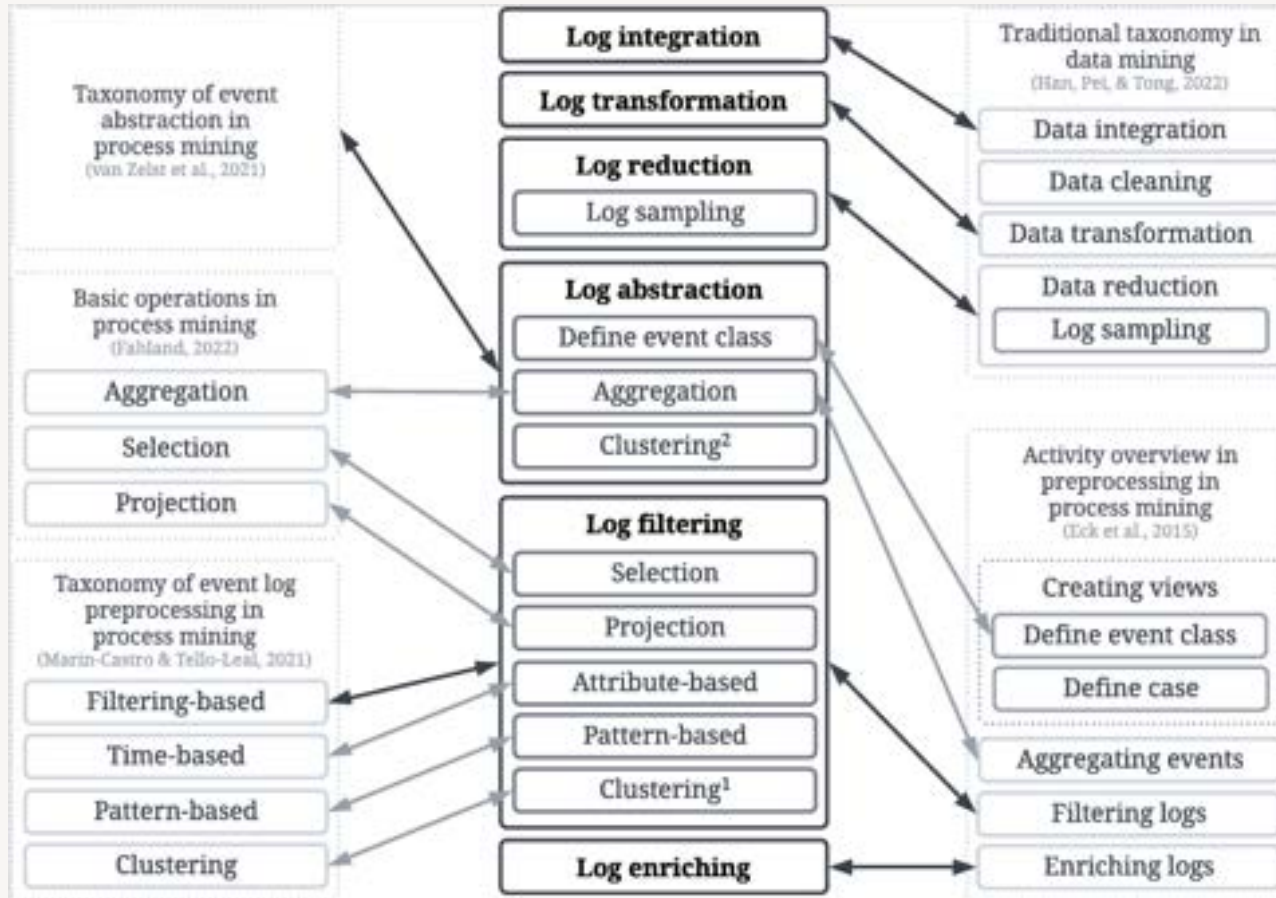 Taxonomy of event
abstraction in
process mining
(van Zelst et al., 2021)
Basic operations in
process mining
(Fahland, 2022)
Aggregation
Selection
Projection
Taxonomy of event log
preprocessing in
process mining
(Marin-Castro & Tello-Leal, 2021)
Filtering-based
Time-based
Pattern-based
Clustering
Log integration
Log transformation
Log reduction
Log sampling
Log abstraction
Define event class
Aggregation
Clustering²
Log filtering
Selection
Projection
Attribute-based
Pattern-based
Clustering¹
Log enriching
Traditional taxonomy in
data mining
(Han, Pei, & Tong, 2022)
Data integration
Data cleaning
Data transformation
Data reduction
Log sampling
Activity overview in
preprocessing in
process mining
(Eck et al., 2015)
Creating views
Define event class
Define case
Aggregating events
Filtering logs
Enriching logs